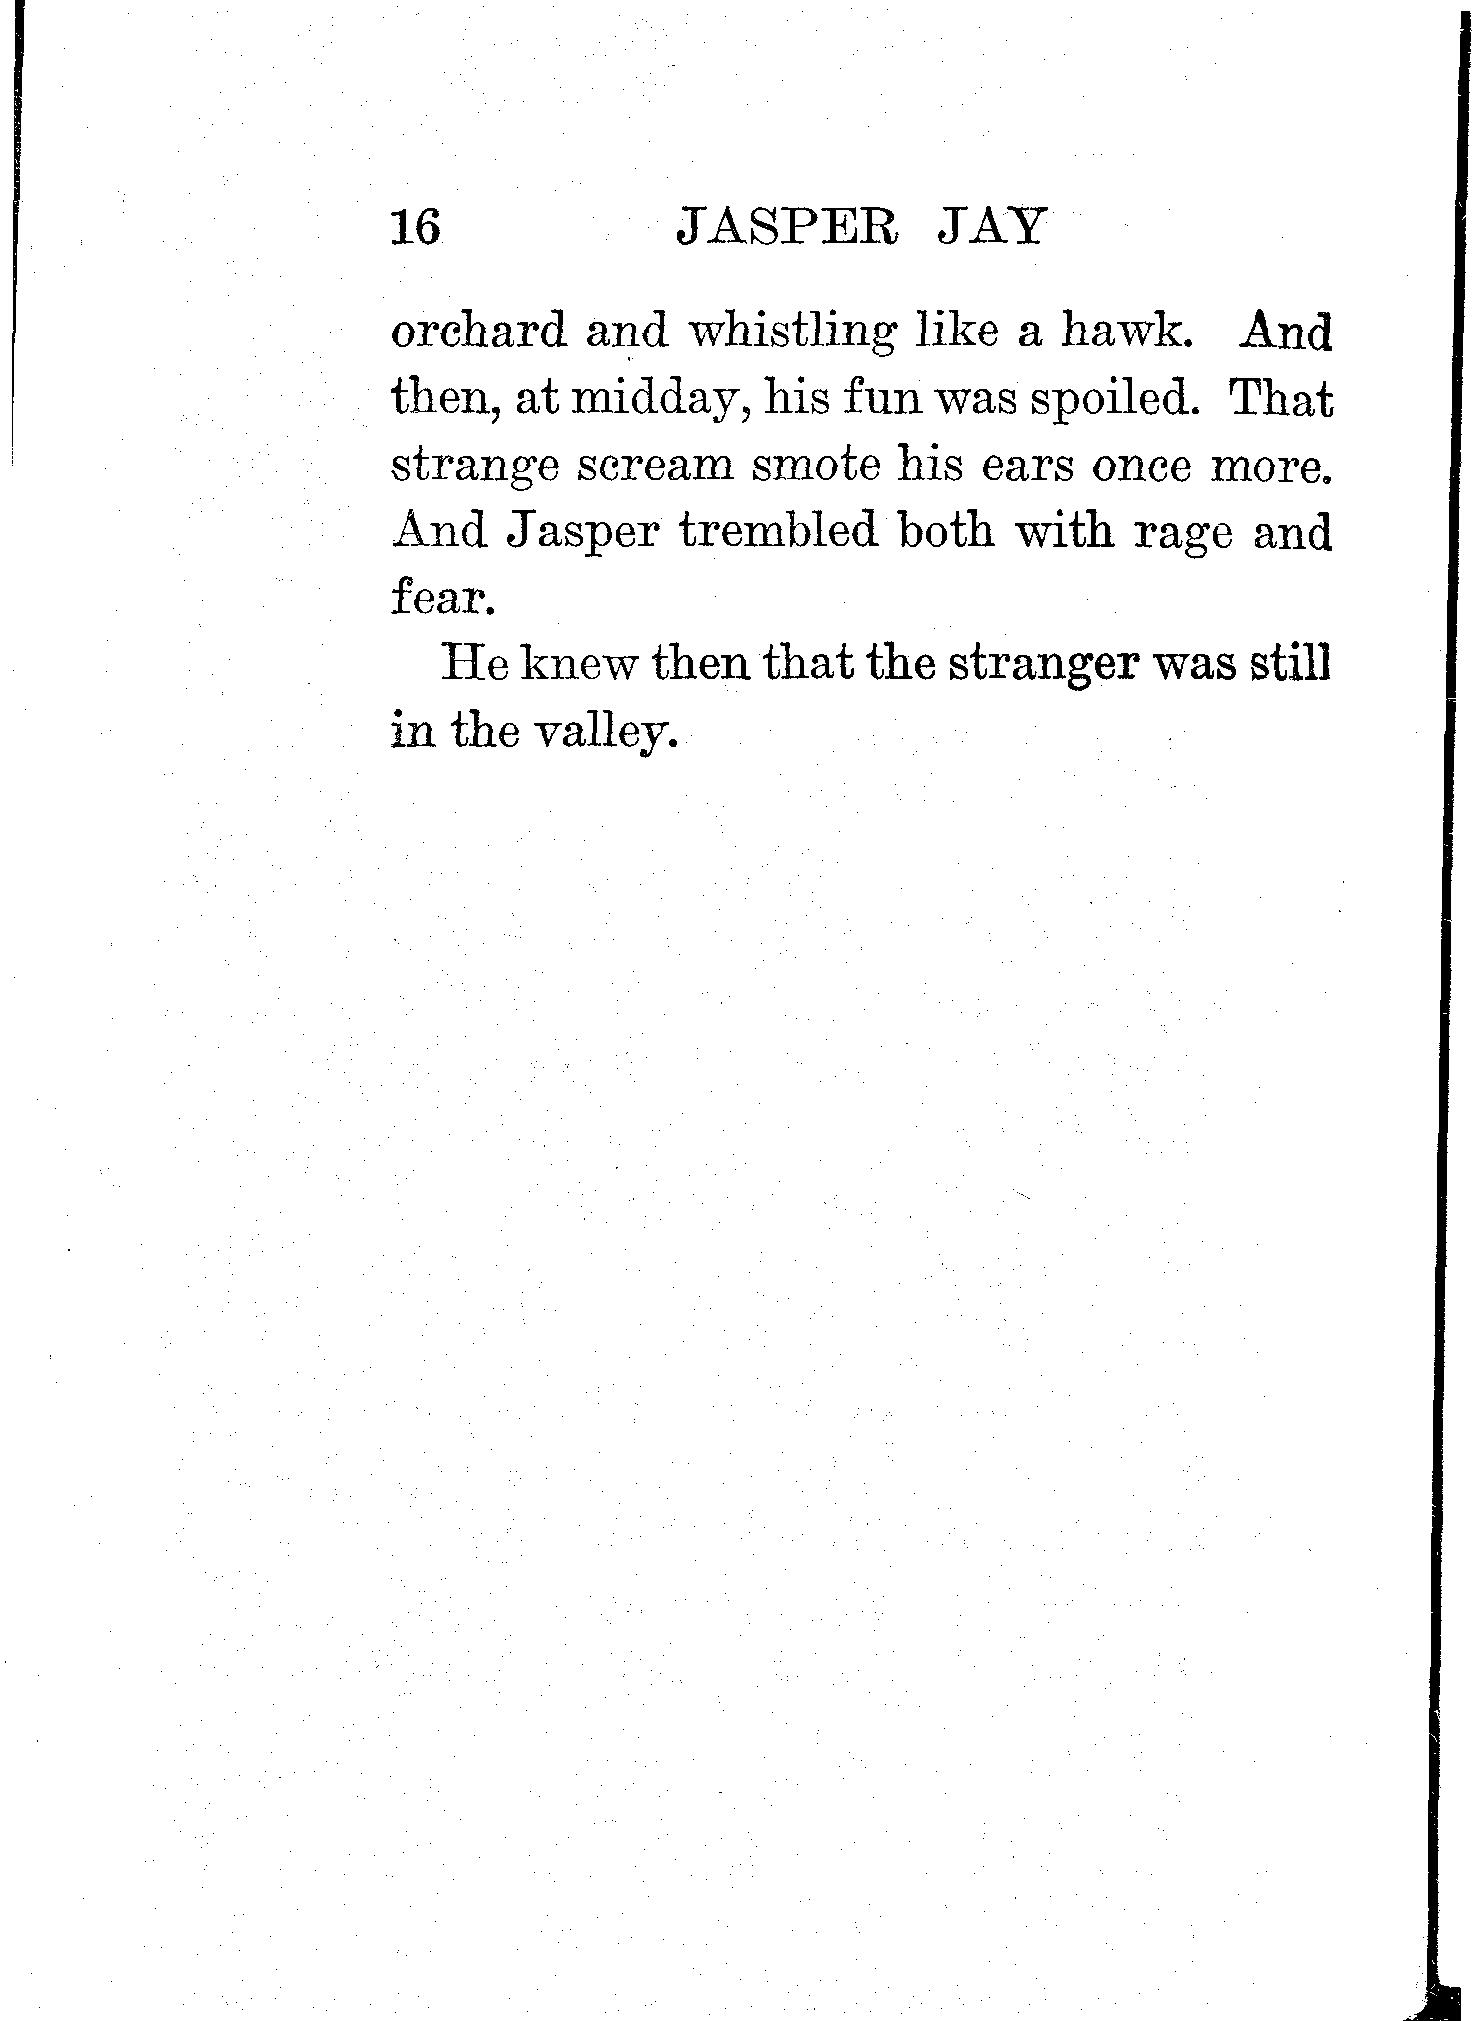 16 JASPER JAY
orchard and whistling like a hawk. And
then, at midday, his fun was spoiled. That
strange scream smote his ears once more.
And Jasper trembled both with rage and
fear.
He knew then that the stranger was still
in the valley.